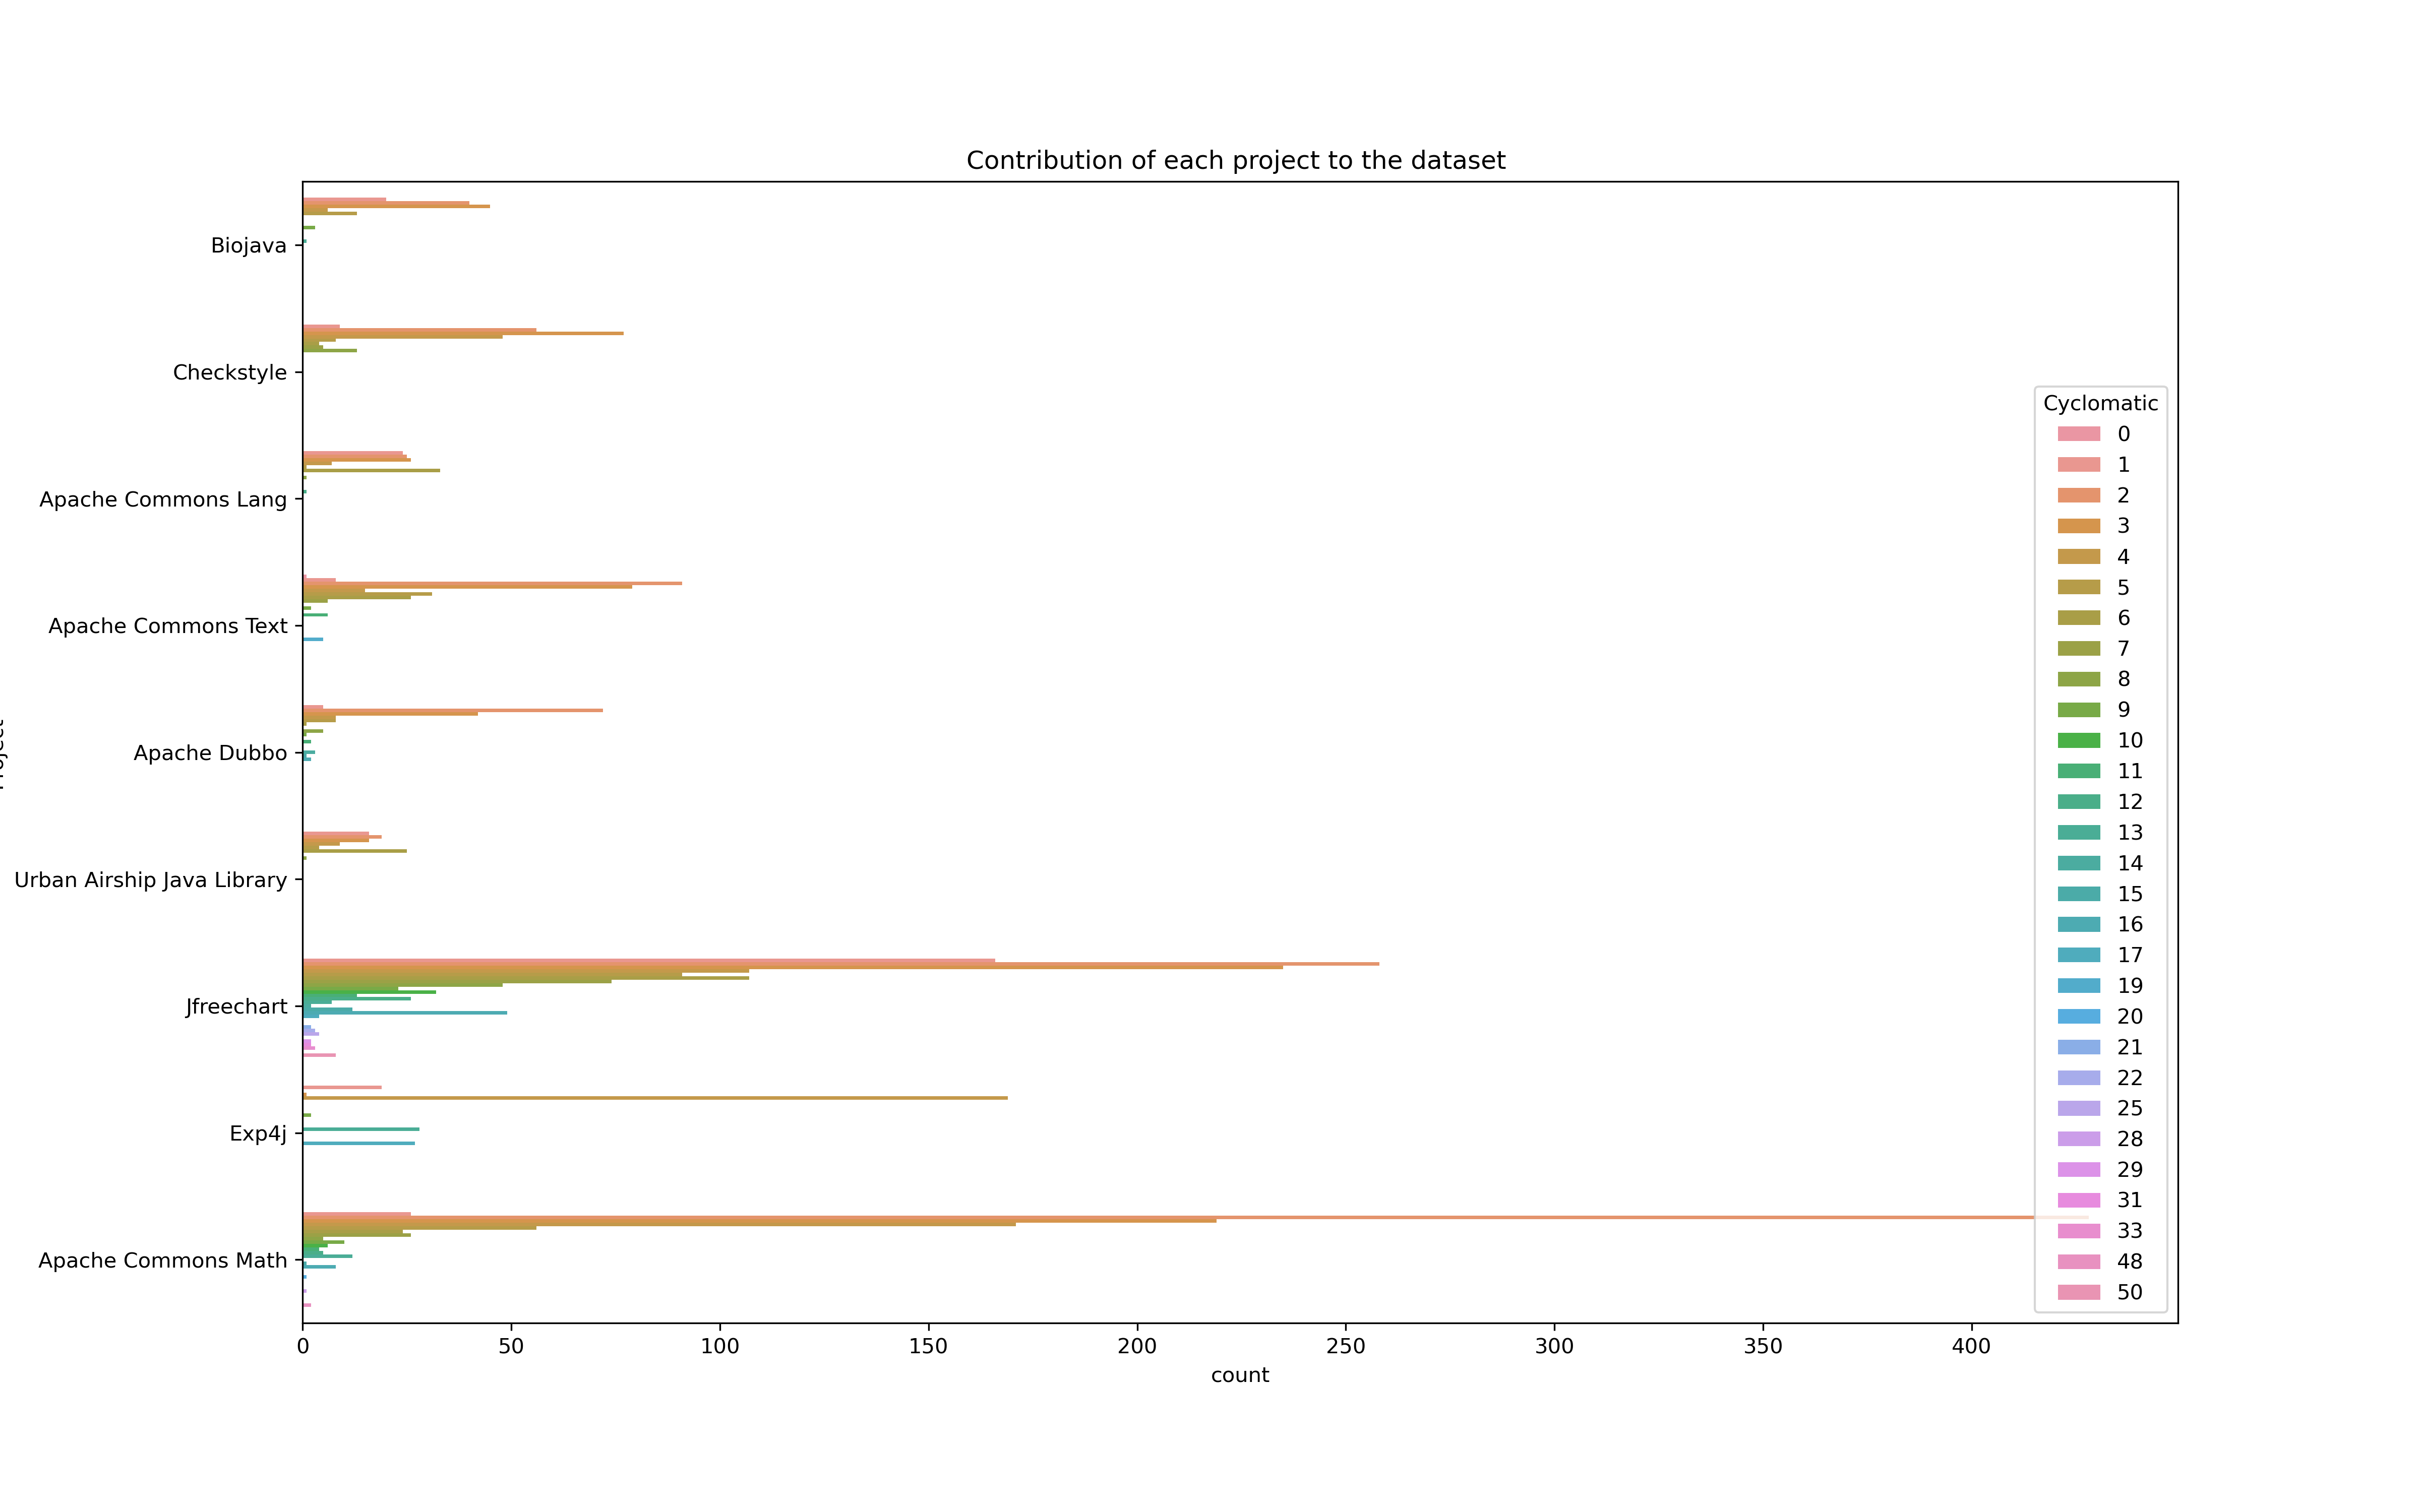 Contribution of each project to the dataset
Biojava
Checkstyle
Apache Commons Lang
Apache Commons Text
Apache Dubbo
Urban Airship Java Library
Jfreechart
Exp4j
Apache Commons Math
0 50 100 150 200 250 300 350 400
count
Cyclomatic
0
1
2
3
4
5
6
7
8
9
10
11
12
13
14
15
16
17
19
20
21
22
25
28
29
31
33
48
50